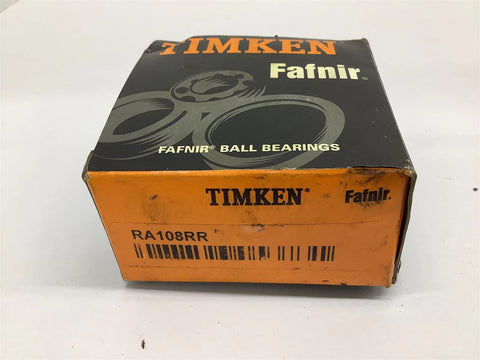 TIMKEN
Fafnir®
FAFNIR® BALL BEARINGS
TIMKEN® Fafnir®
RA108RR